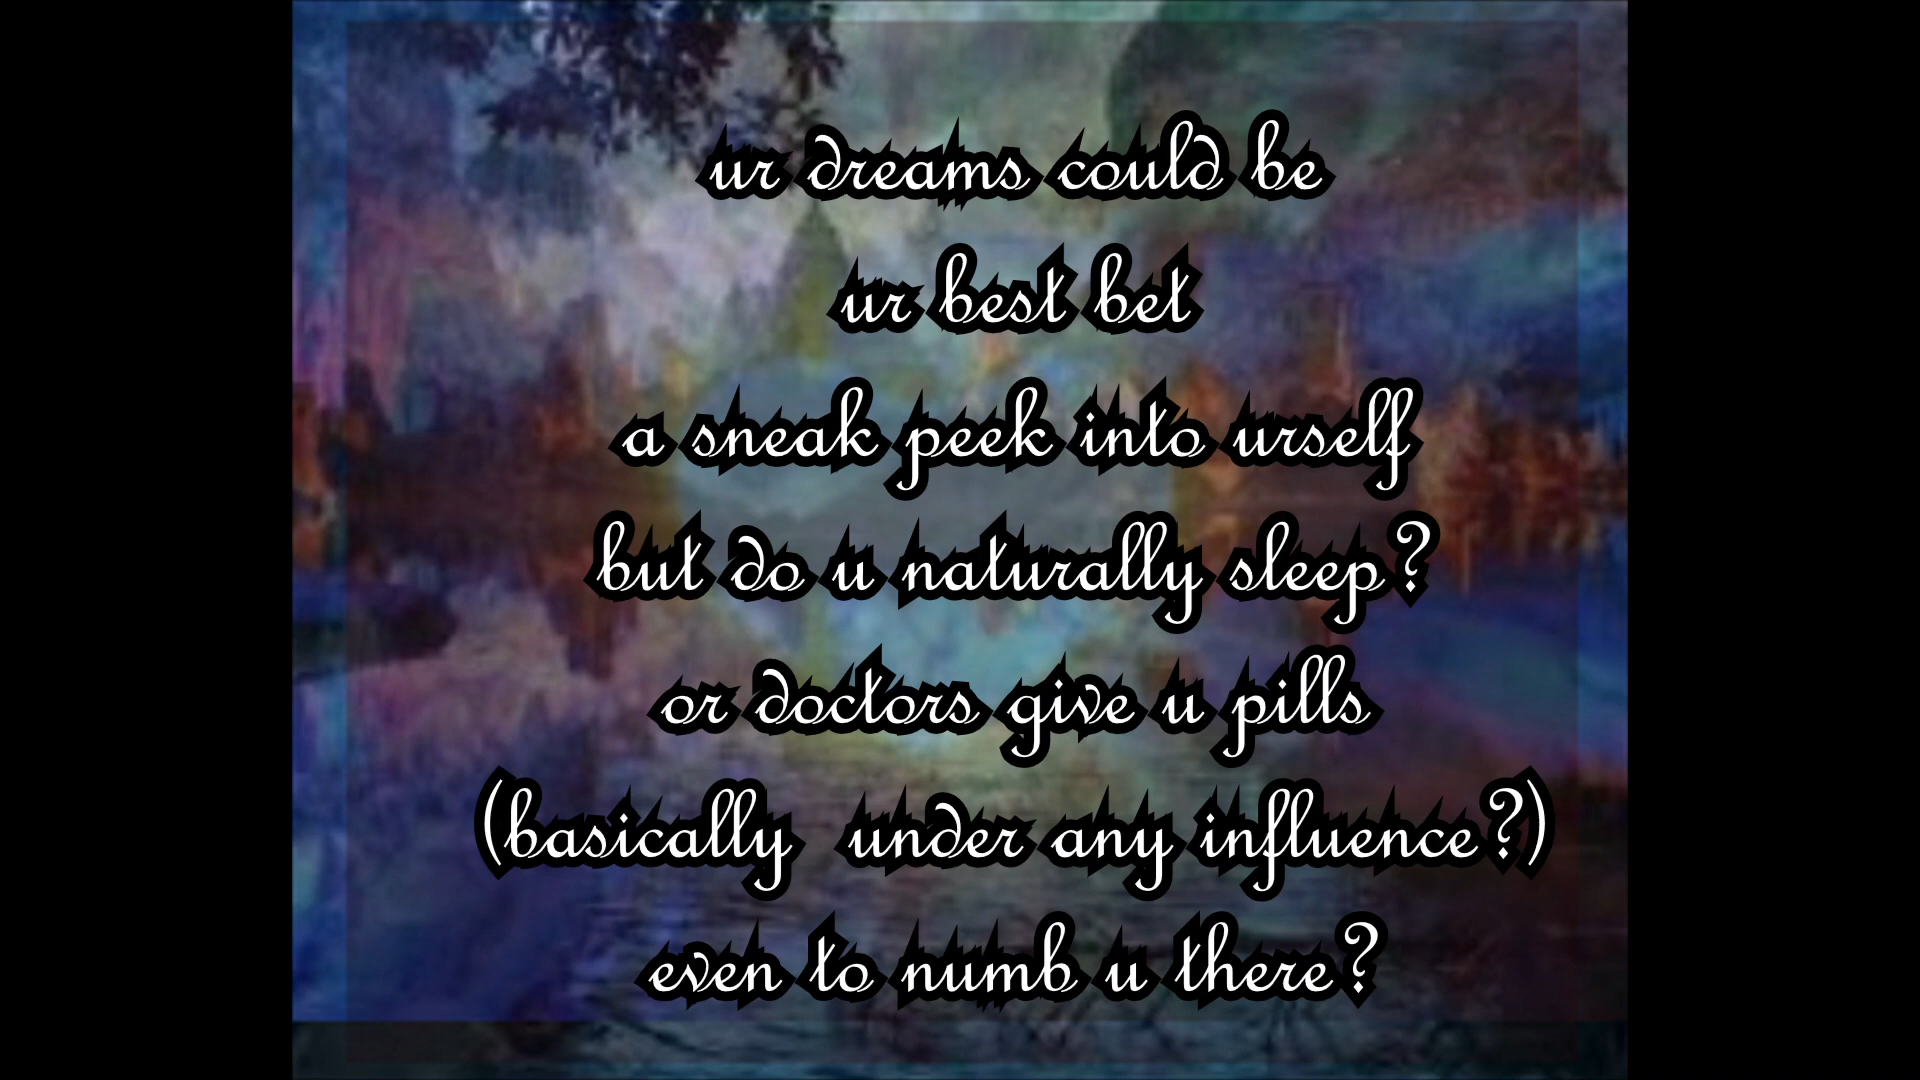 ur dreams could be
ur best bet
a sneak peek into urself
but do u naturally sleep?
or doctors give u pills
(basically  under any influence?)
even to numb u there?